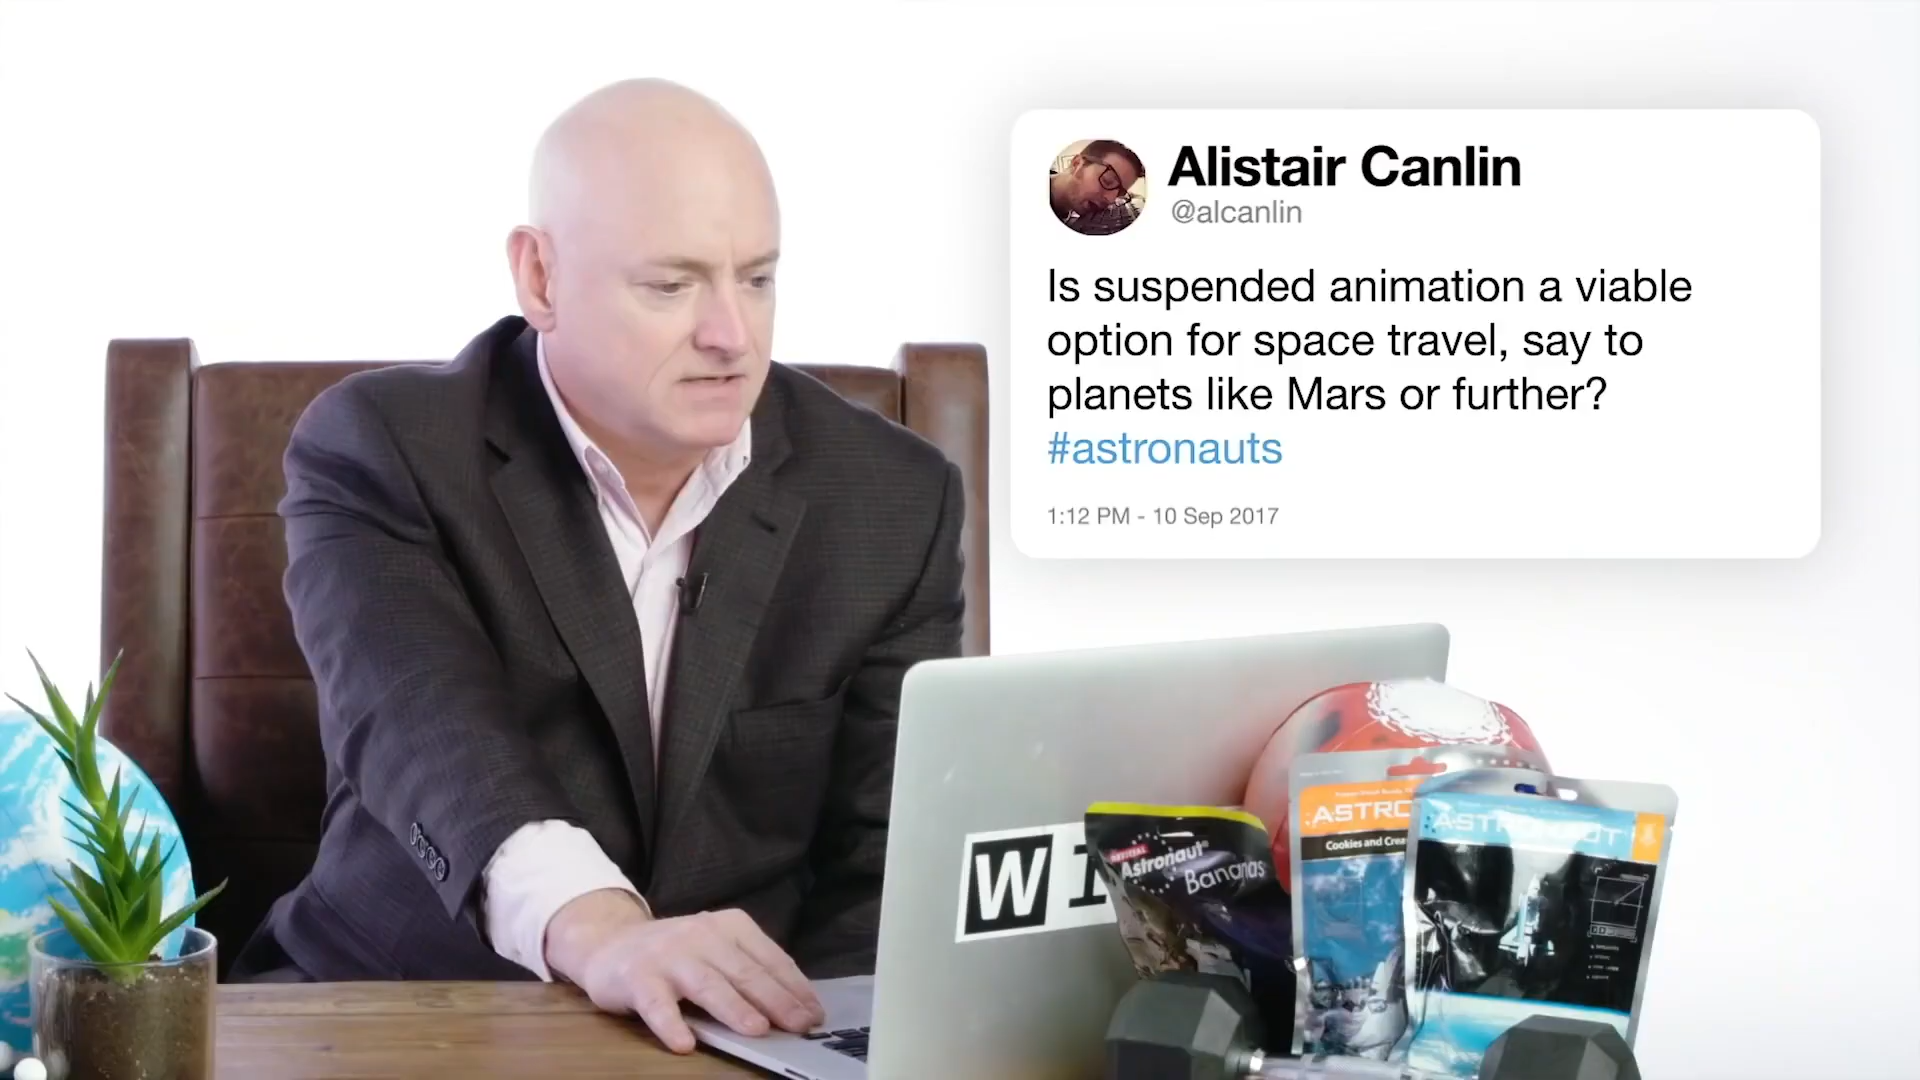 Alistair Canlin
@alcanlin
Is suspended animation a viable
option for space travel, say to
planets like Mars or further?
#astronauts
1:12 PM - 10 Sep 2017
W
Astronaut
Bananas
ASTRO
Cookies and Crea